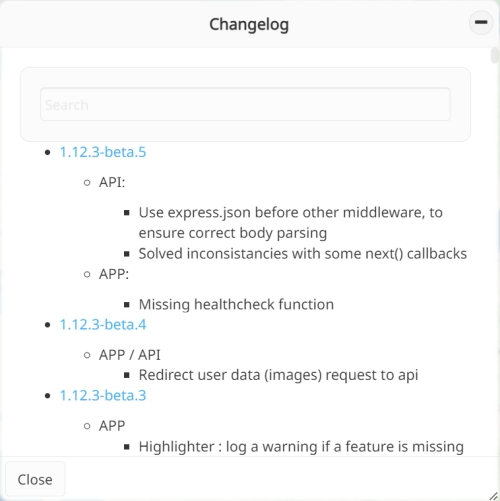 Changelog
Search
1.12.3-beta.5
API:
Use express.json before other middleware, to
ensure correct body parsing
Solved inconsistancies with some next() callbacks
APP:
Missing healthcheck function
1.12.3-beta.4
APP / API
Redirect user data (images) request to api
1.12.3-beta.3
APP
Highlighter : log a warning if a feature is missing
Close